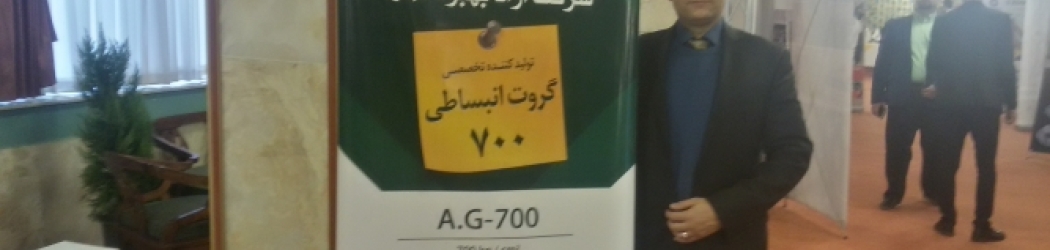 تولید کننده تخصصی
گروت انبساطی
۷۰۰
A.G-700